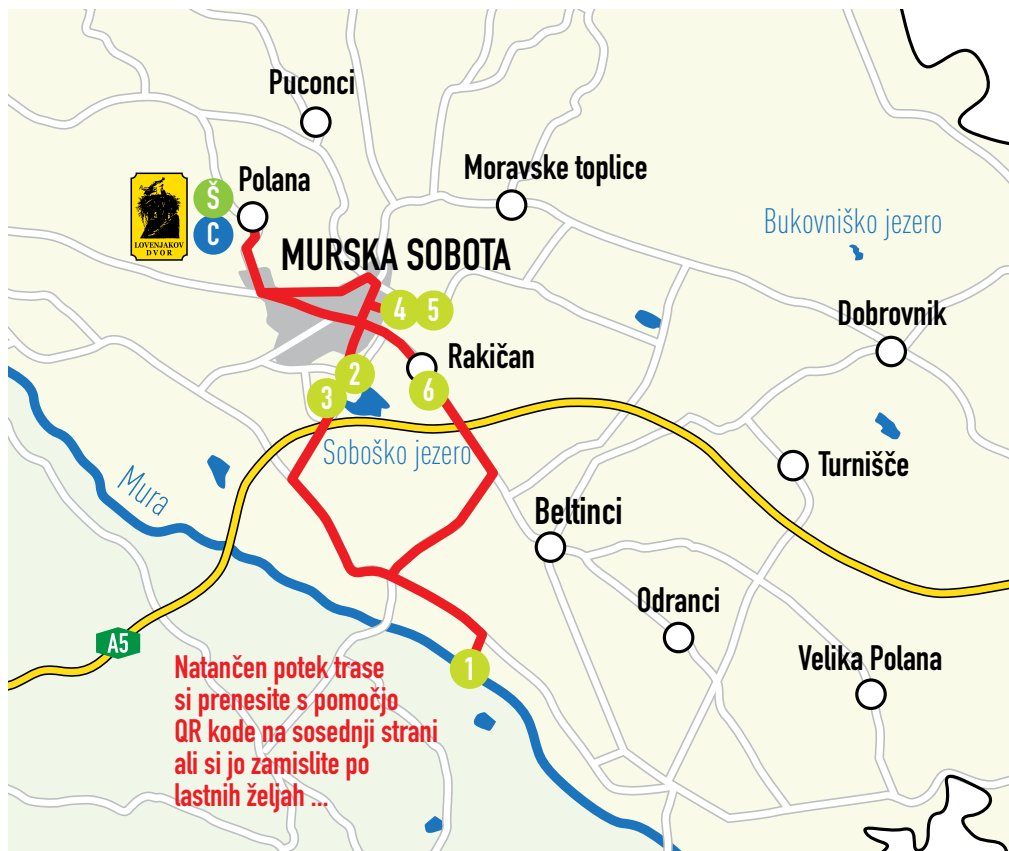 Puconci
Moravske toplice
Polana
Š
C
LOVENJAKOV
DVOR
Bukovniško jezero
MURSKA SOBOTA
4
5
Dobrovnik
Rakičan
2
3
6
Soboško jezero
Turnišče
Mura
Beltinci
Odranci
A5
Velika Polana
1
Natančen potek trase
si prenesite s pomočjo
QR kode na sosednji strani
ali si jo zamislite po
lastnih željah ...